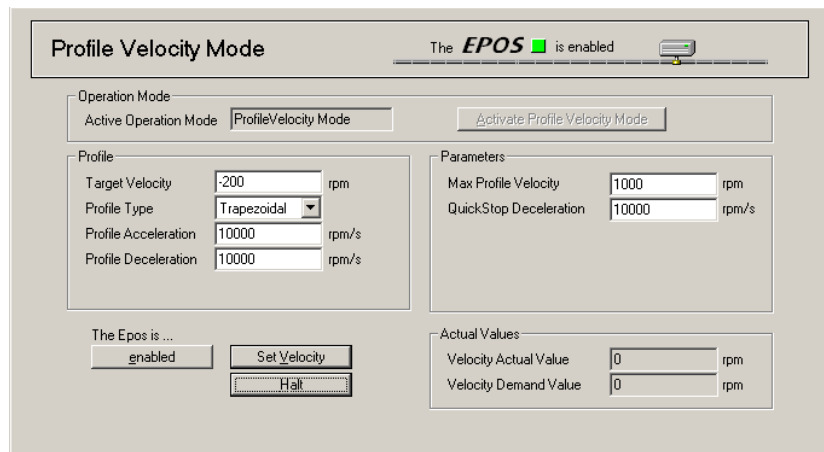 Profile Velocity Mode
The EPOS is enabled
Operation Mode
Active Operation Mode ProfileVelocity Mode Activate Profile Velocity Mode
Profile
Target Velocity -200 rpm
Profile Type Trapezoidal
Profile Acceleration 10000 rpm/s
Profile Deceleration 10000 rpm/s
Parameters
Max Profile Velocity 1000 rpm
QuickStop Deceleration 10000 rpm/s
The Epos is ...
enabled
Set Velocity
Halt
Actual Values
Velocity Actual Value 0 rpm
Velocity Demand Value 0 rpm